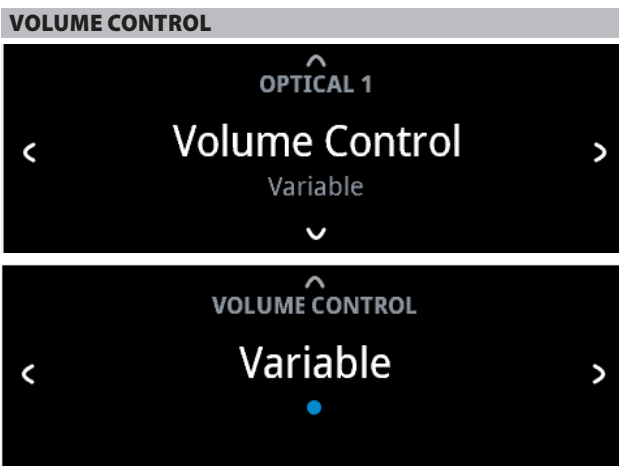 VOLUME CONTROL
OPTICAL 1
Volume Control
Variable
VOLUME CONTROL
Variable